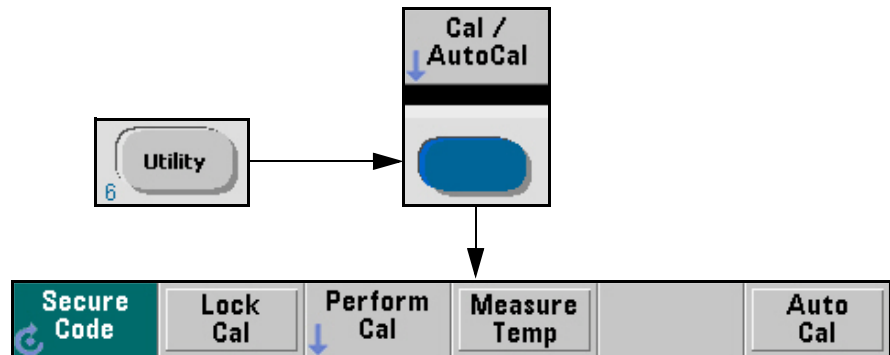 Cal /
AutoCal
Utility
6
Secure
Code
Lock
Cal
Perform
Cal
Measure
Temp
Auto
Cal